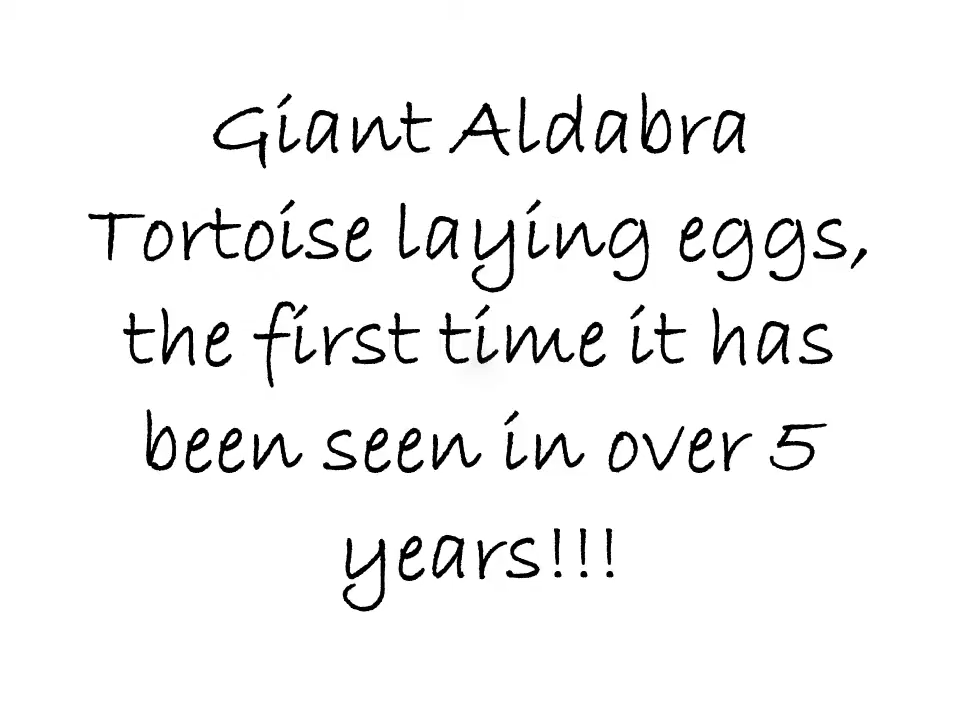 Giant Aldabra
Tortoise laying eggs,
the first time it has
been seen in over 5
years!!!